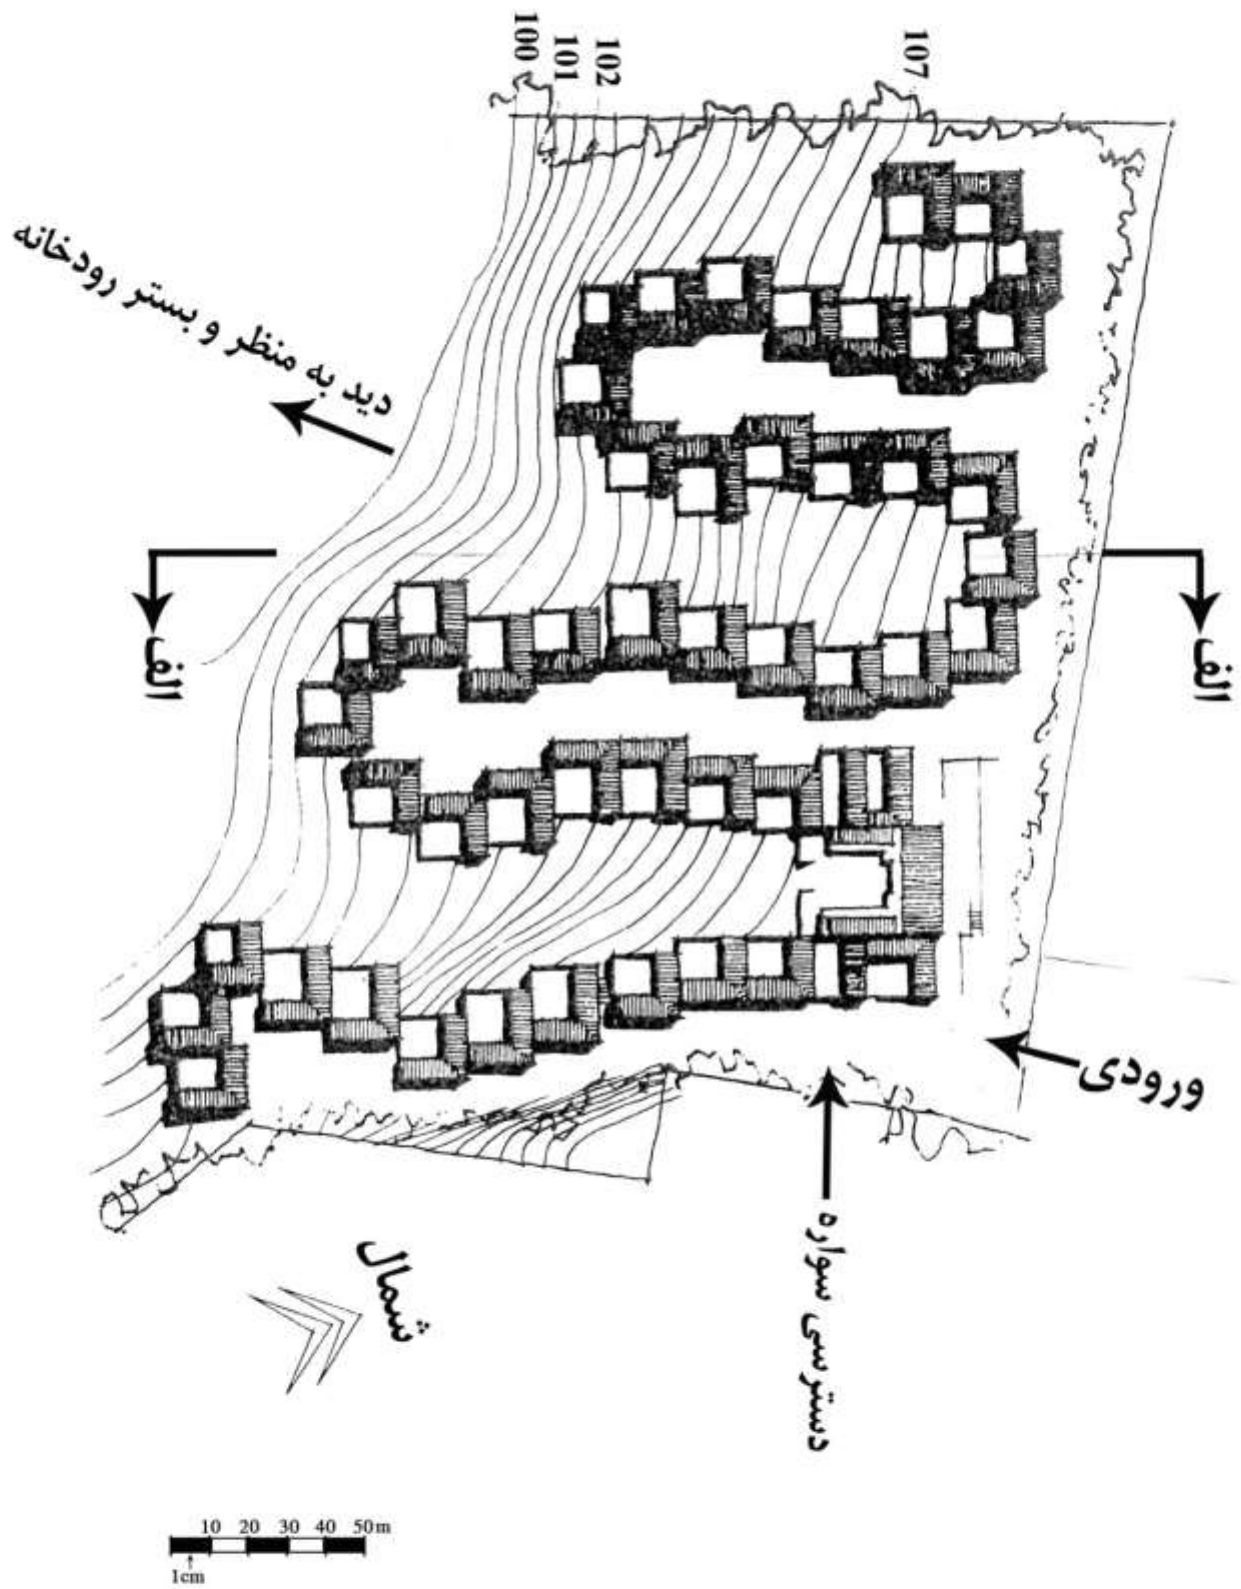 100
101
102
107
دید به منظر و بستر رودخانه
الف
الف
ورودی
دسترسی سواره
شمال
10 20 30 40 50m
1cm